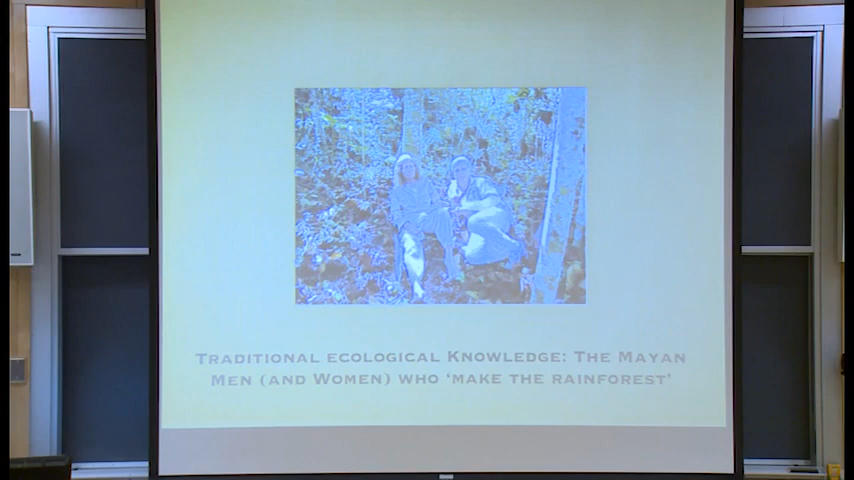 Traditional ecological Knowledge: The Mayan
Men (and Women) who ‘make the rainforest’